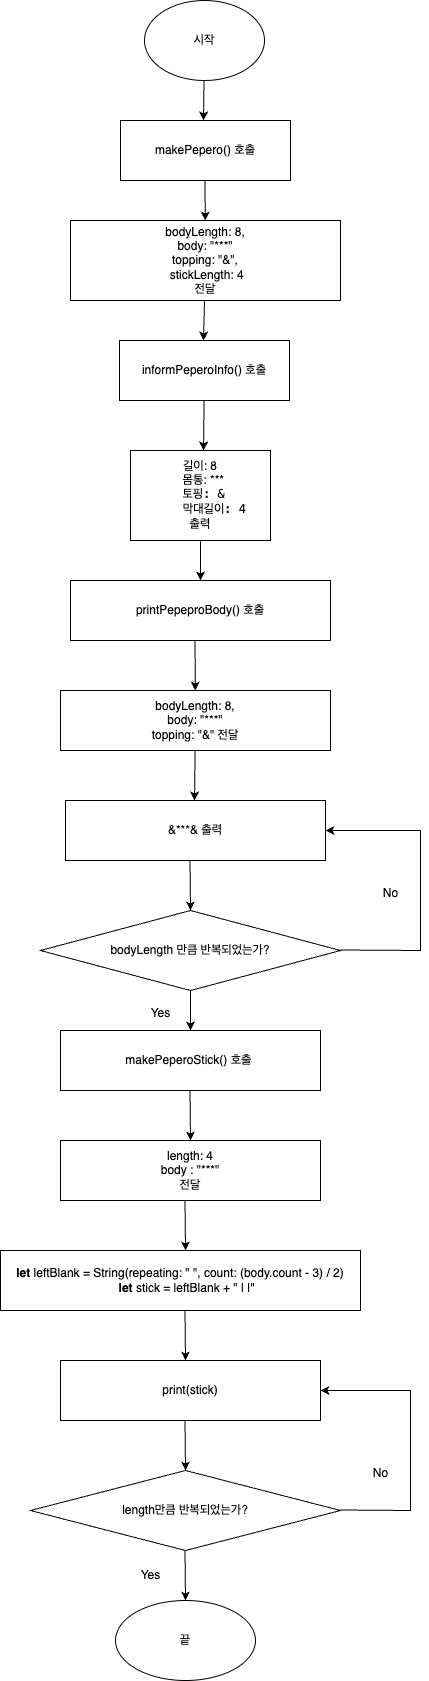 시작
makePepero() 호출
bodyLength: 8,
body: "***"
topping: "&",
stickLength: 4
전달
informPeperoInfo() 호출
길이: 8
몸통: ***
토핑: &
막대길이: 4
출력
printPepeproBody() 호출
bodyLength: 8,
body: "***"
topping: "&" 전달
&***& 출력
No
bodyLength 만큼 반복되었는가?
Yes
makePeperoStick() 호출
length: 4
body : "***"
전달
let leftBlank = String(repeating: " ", count: (body.count - 3) / 2)
let stick = leftBlank + " | |"
print(stick)
No
length만큼 반복되었는가?
Yes
끝